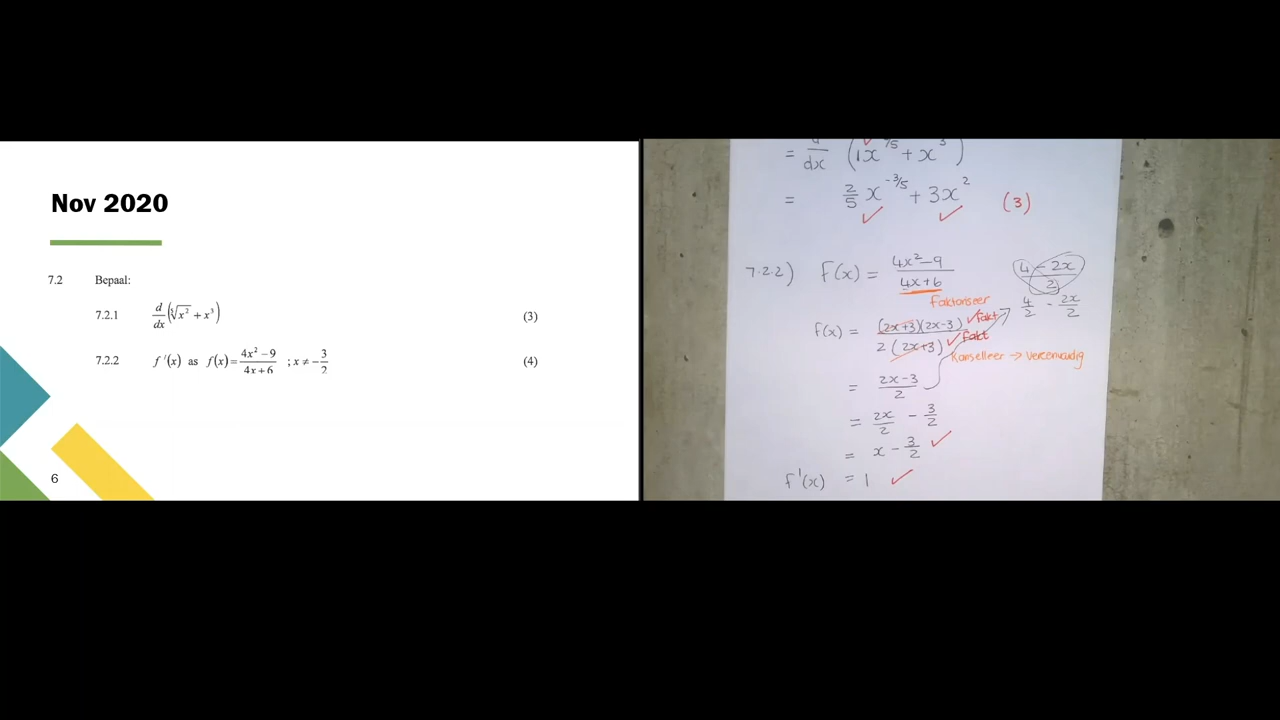 Nov 2020
7.2 Bepaal:
7.2.1 d/dx (⁵√x² + x³) (3)
7.2.2 f '(x) as f(x) = (4x² − 9)/(4x + 6) ; x ≠ − 3/2 (4)
6
= d/dx (1x^2/5 + x³)
= 2/5 x^-3/5 + 3x² (3)
7.2.2) f(x) = (4x² − 9)/(4x + 6)
4 − 2x / 2
4/2 − 2x/2
Faktoriseer
f(x) = (2x+3)(2x−3) / 2(2x+3)
✓ fakt
✓ fakt
Kanselleer → vereenvoudig
= (2x − 3)/2
= 2x/2 − 3/2
= x − 3/2 ✓
f'(x) = 1 ✓